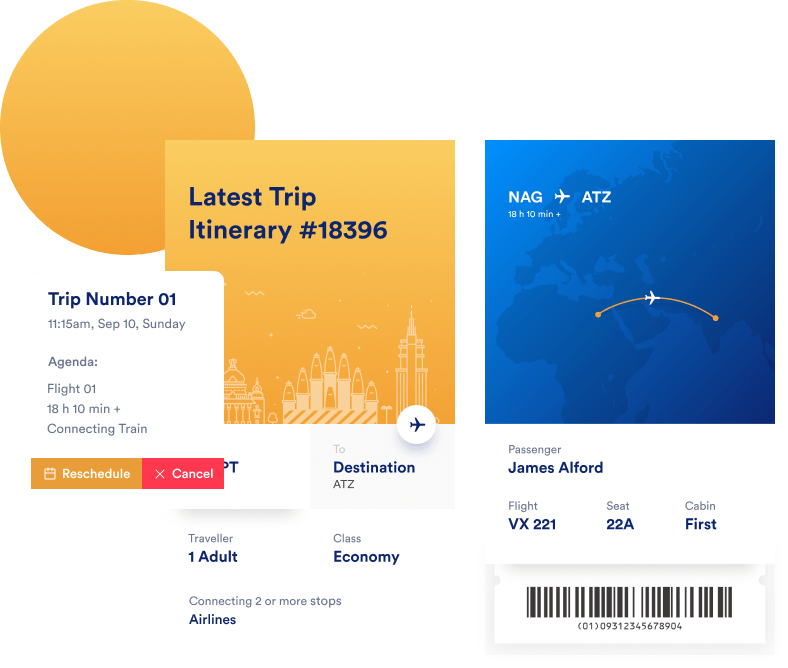 Latest Trip
Itinerary #18396
Trip Number 01
11:15am, Sep 10, Sunday
Agenda:
Flight 01
18 h 10 min +
Connecting Train
Reschedule
Cancel
PT
To
Destination
ATZ
Traveller
1 Adult
Class
Economy
Connecting 2 or more stops
Airlines
NAG ATZ
18 h 10 min +
Passenger
James Alford
Flight
VX 221
Seat
22A
Cabin
First
(01)09312345678904